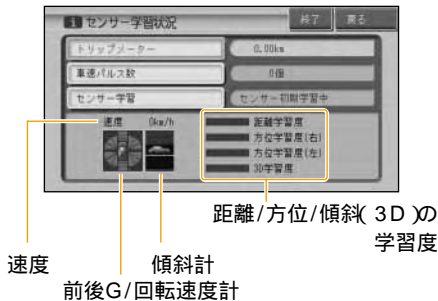 1 センサー学習状況 終了 戻る
トリップメーター 0.00km
車速パルス数 0個
センサー学習 センサー初期学習中
速度 0km/h 距離学習度
方位学習度(右)
方位学習度(左)
3D学習度
距離/方位/傾斜(3D)の
学習度
速度 傾斜計
前後G/回転速度計